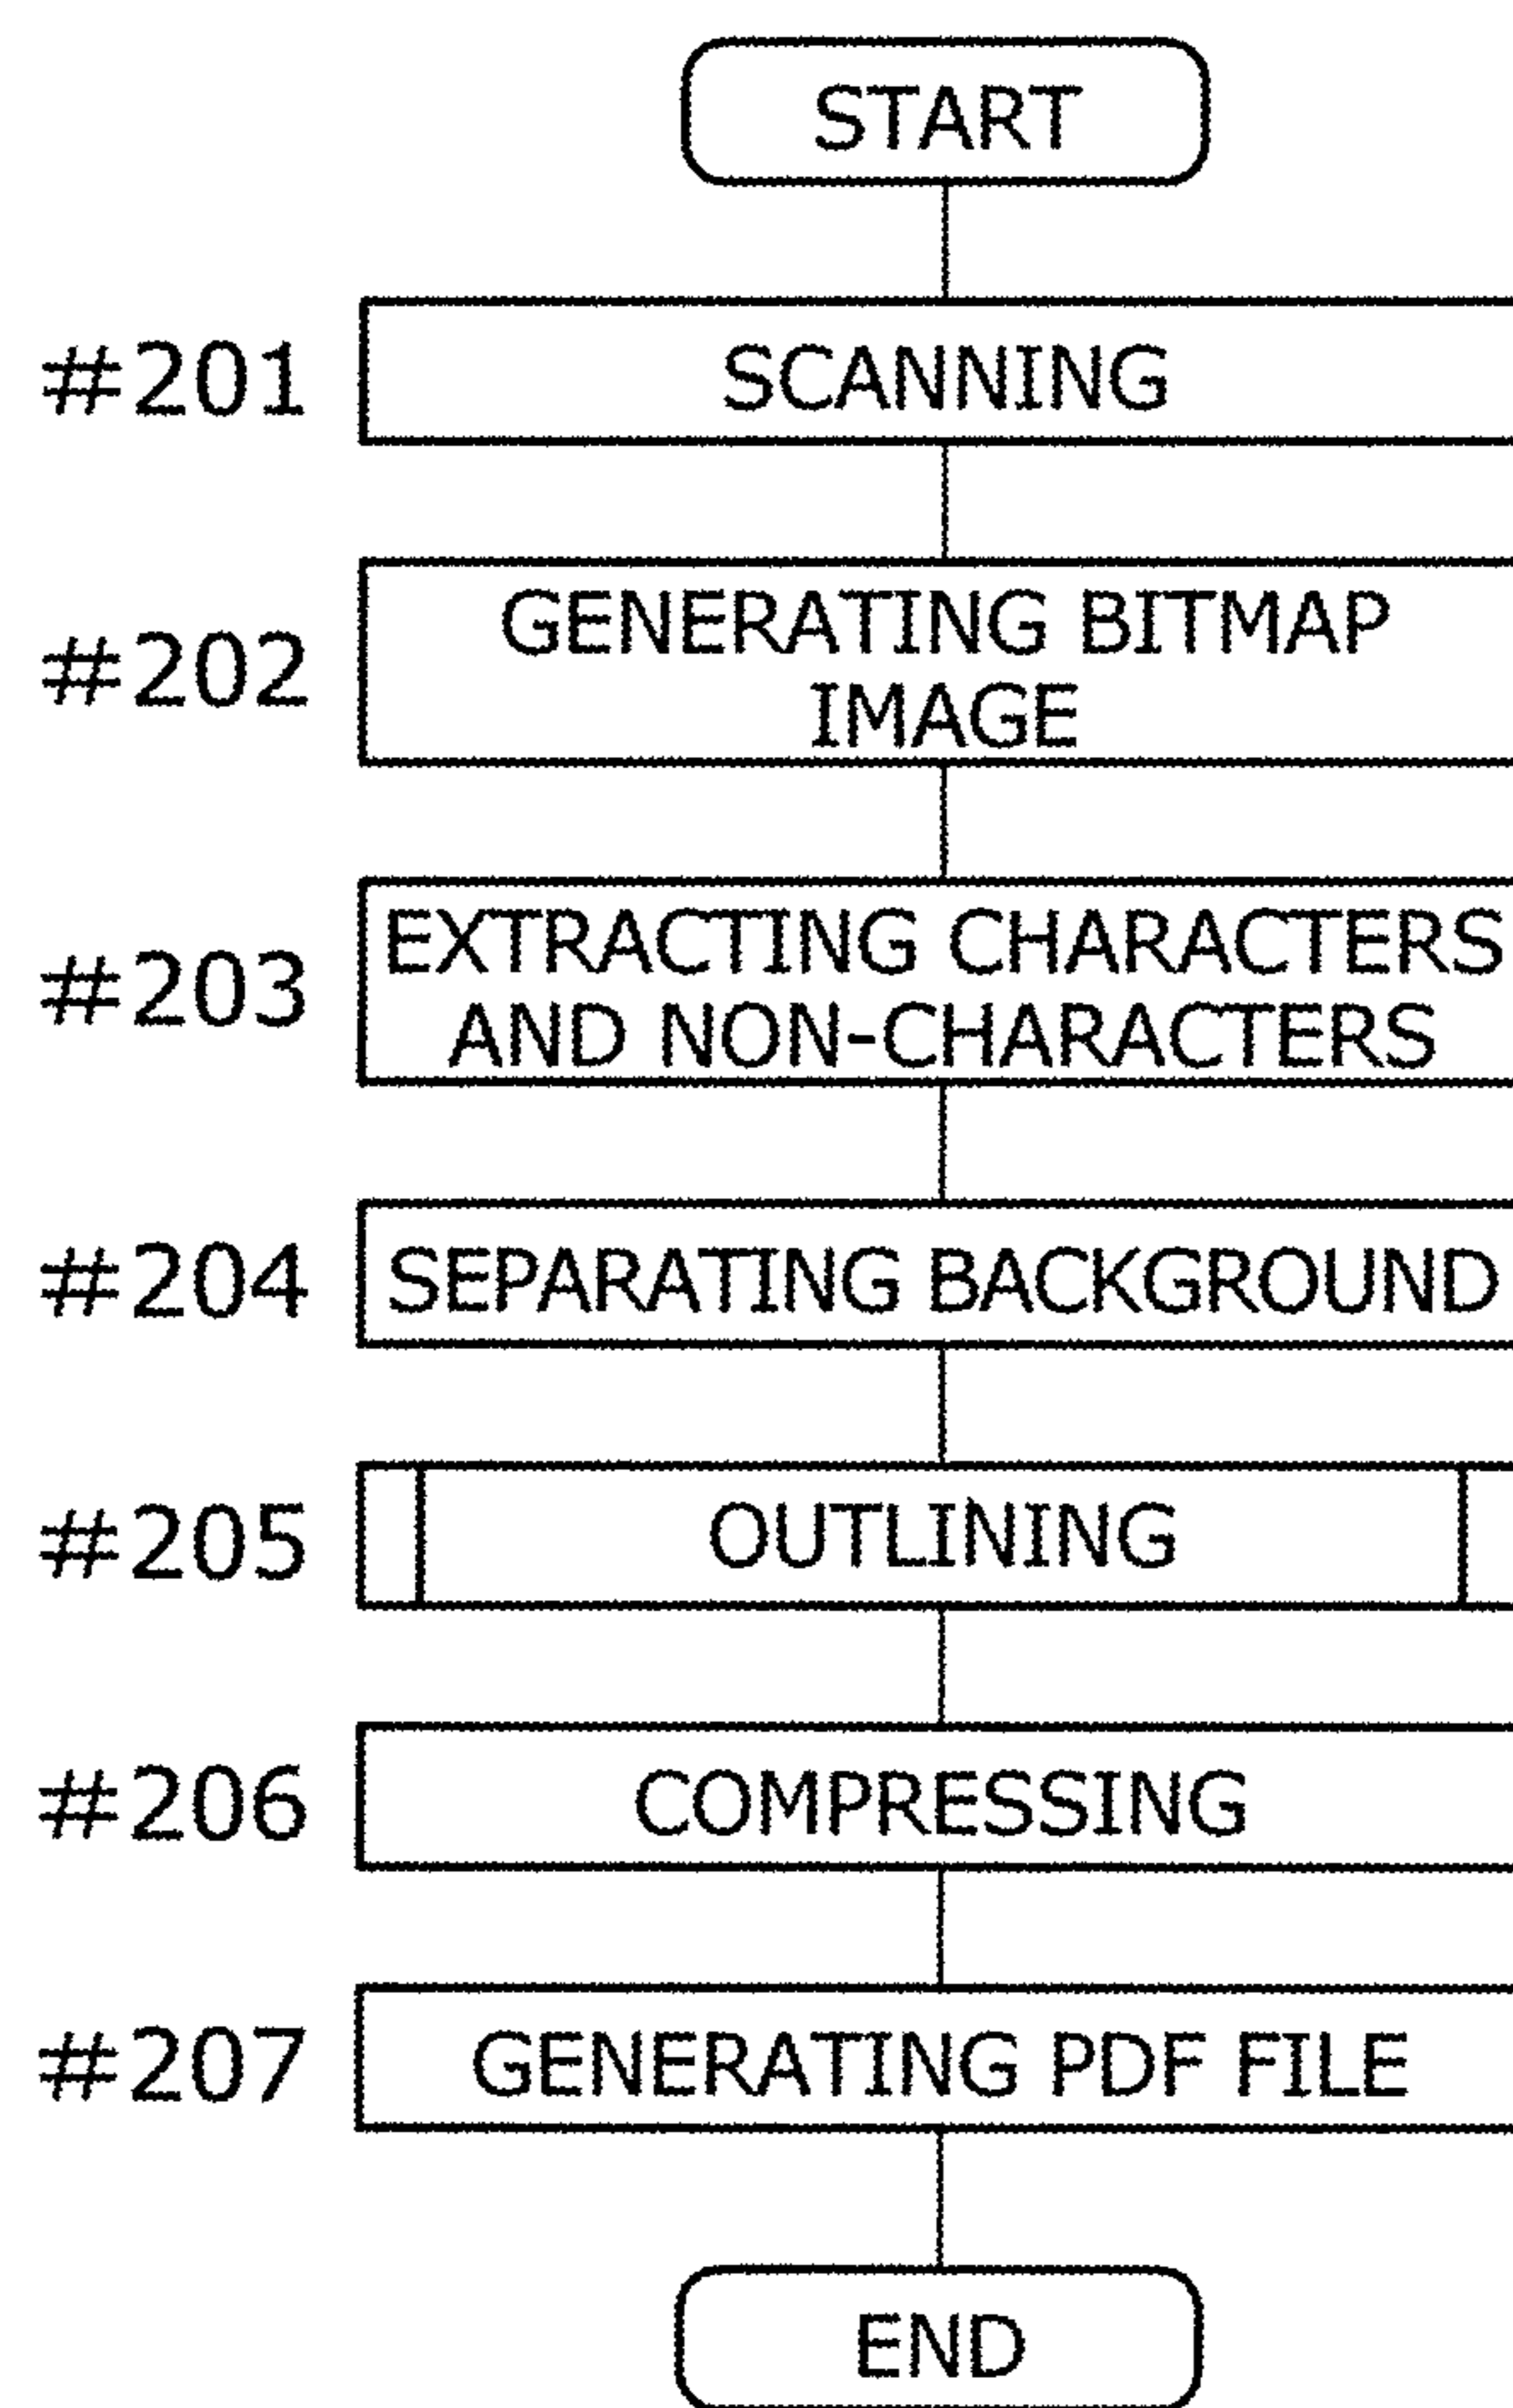 START
#201 SCANNING
#202 GENERATING BITMAP
IMAGE
#203 EXTRACTING CHARACTERS
AND NON-CHARACTERS
#204 SEPARATING BACKGROUND
#205 OUTLINING
#206 COMPRESSING
#207 GENERATING PDF FILE
END